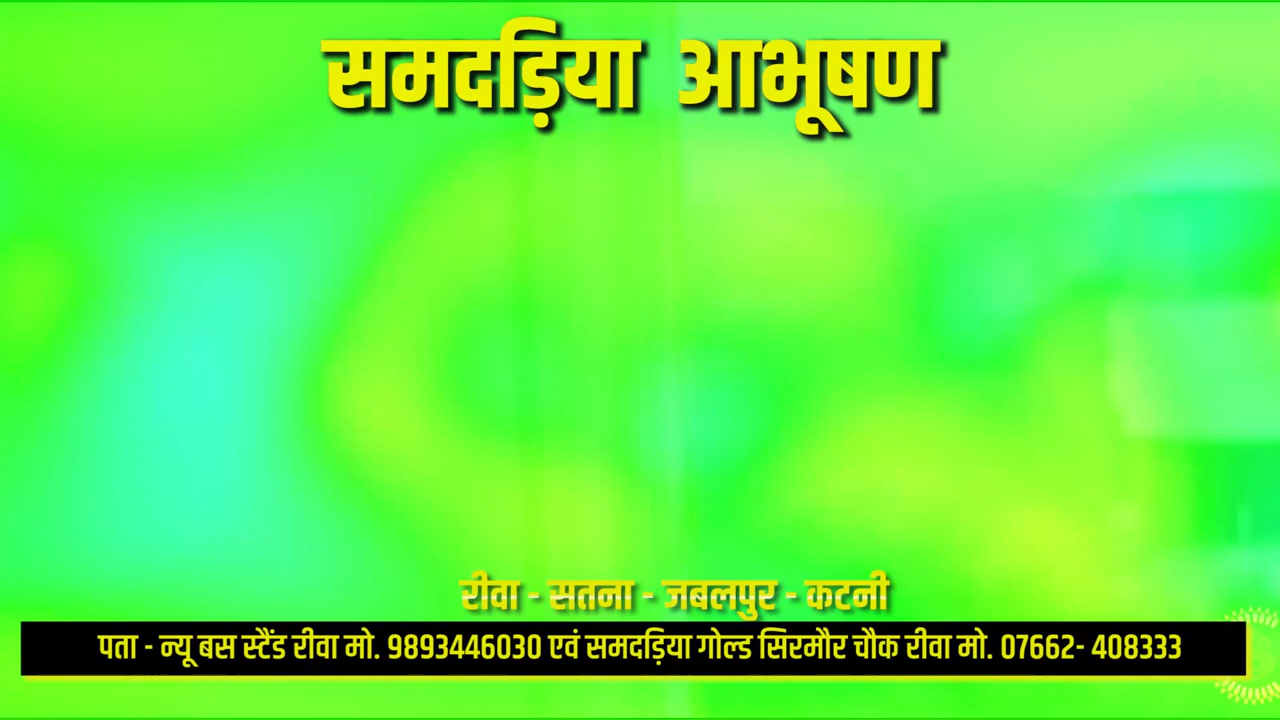 समदड़िया आभूषण
रीवा - सतना - जबलपुर - कटनी
पता - न्यू बस स्टैंड रीवा मो. 9893446030 एवं समदड़िया गोल्ड सिरमौर चौक रीवा मो. 07662- 408333